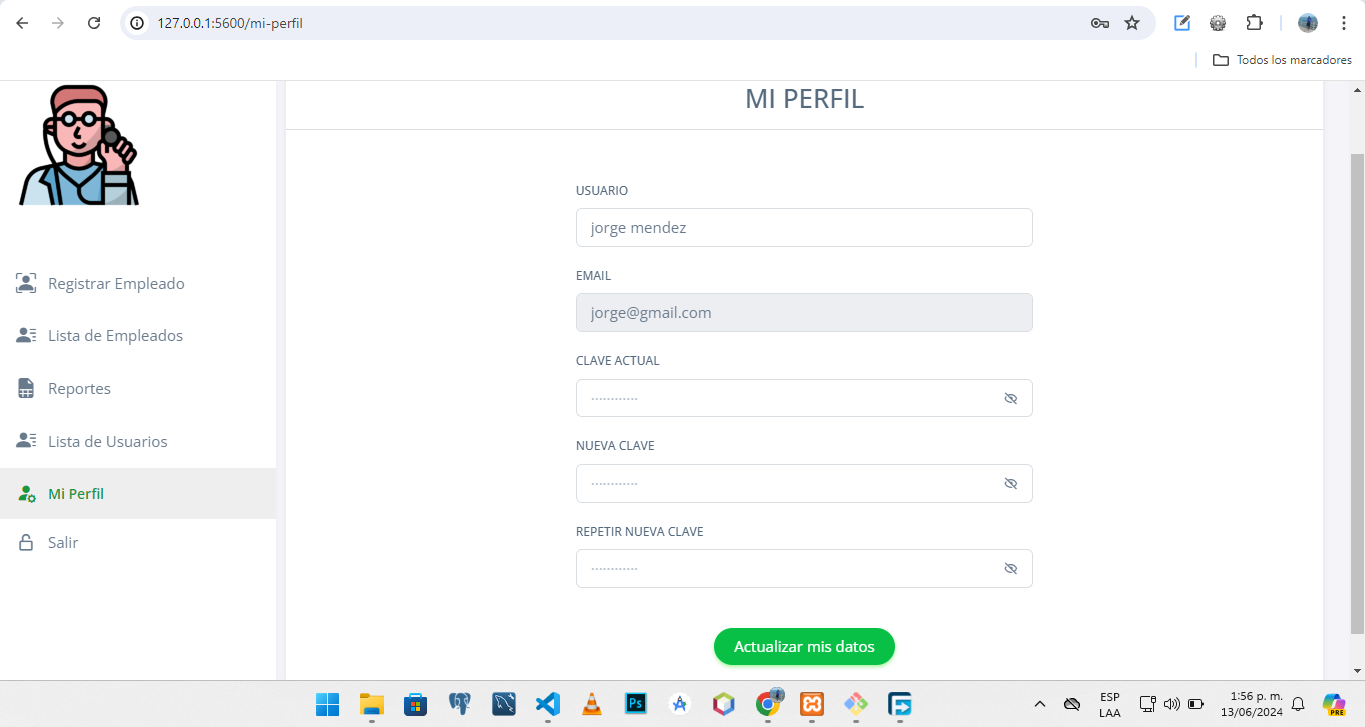 127.0.0.1:5600/mi-perfil
Todos los marcadores
MI PERFIL
Registrar Empleado
Lista de Empleados
Reportes
Lista de Usuarios
Mi Perfil
Salir
USUARIO
jorge mendez
EMAIL
jorge@gmail.com
CLAVE ACTUAL
············
NUEVA CLAVE
············
REPETIR NUEVA CLAVE
············
Actualizar mis datos
Ps
ESP
LAA
1:56 p. m.
13/06/2024
PRE